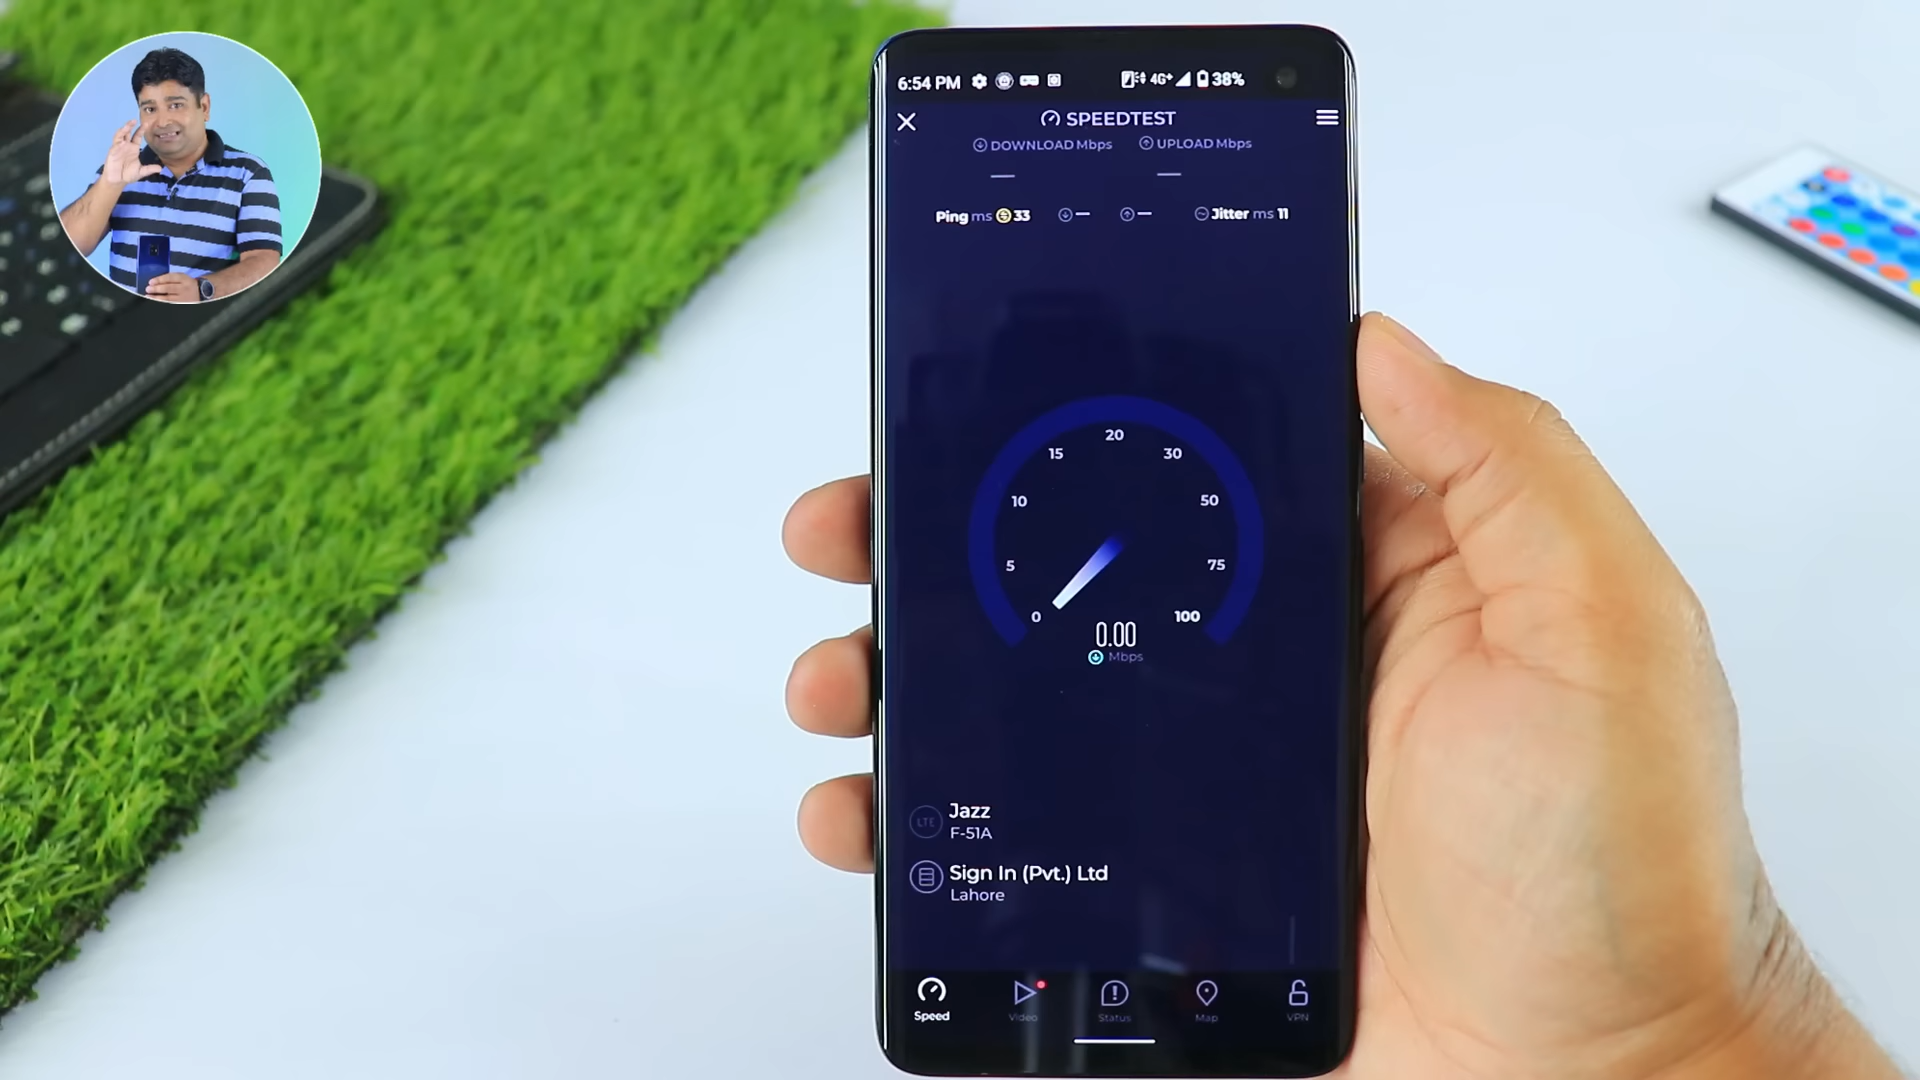 6:54 PM 4G+ 38%
SPEEDTEST
DOWNLOAD Mbps UPLOAD Mbps
Ping ms 33 Jitter ms 11
20
15 30
10 50
5 75
0 100
0.00
Mbps
LTE Jazz
F-51A
Sign In (Pvt.) Ltd
Lahore
Speed Video Status Map VPN